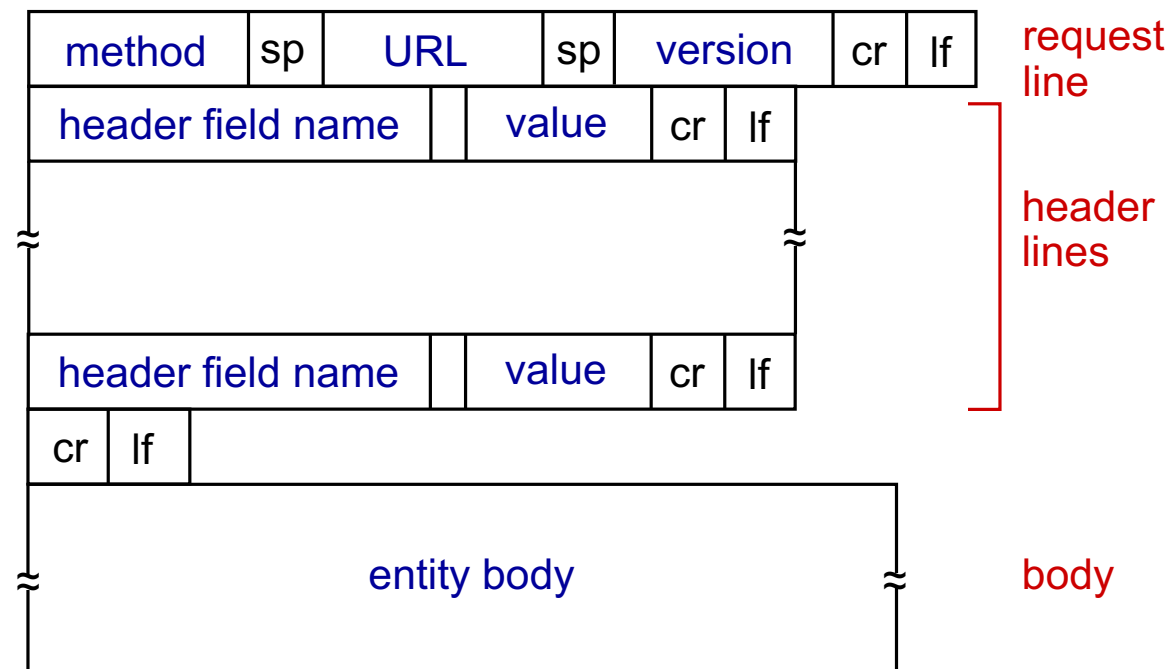 method sp URL sp version cr lf request line
header field name value cr lf
header lines
header field name value cr lf
cr lf
entity body body